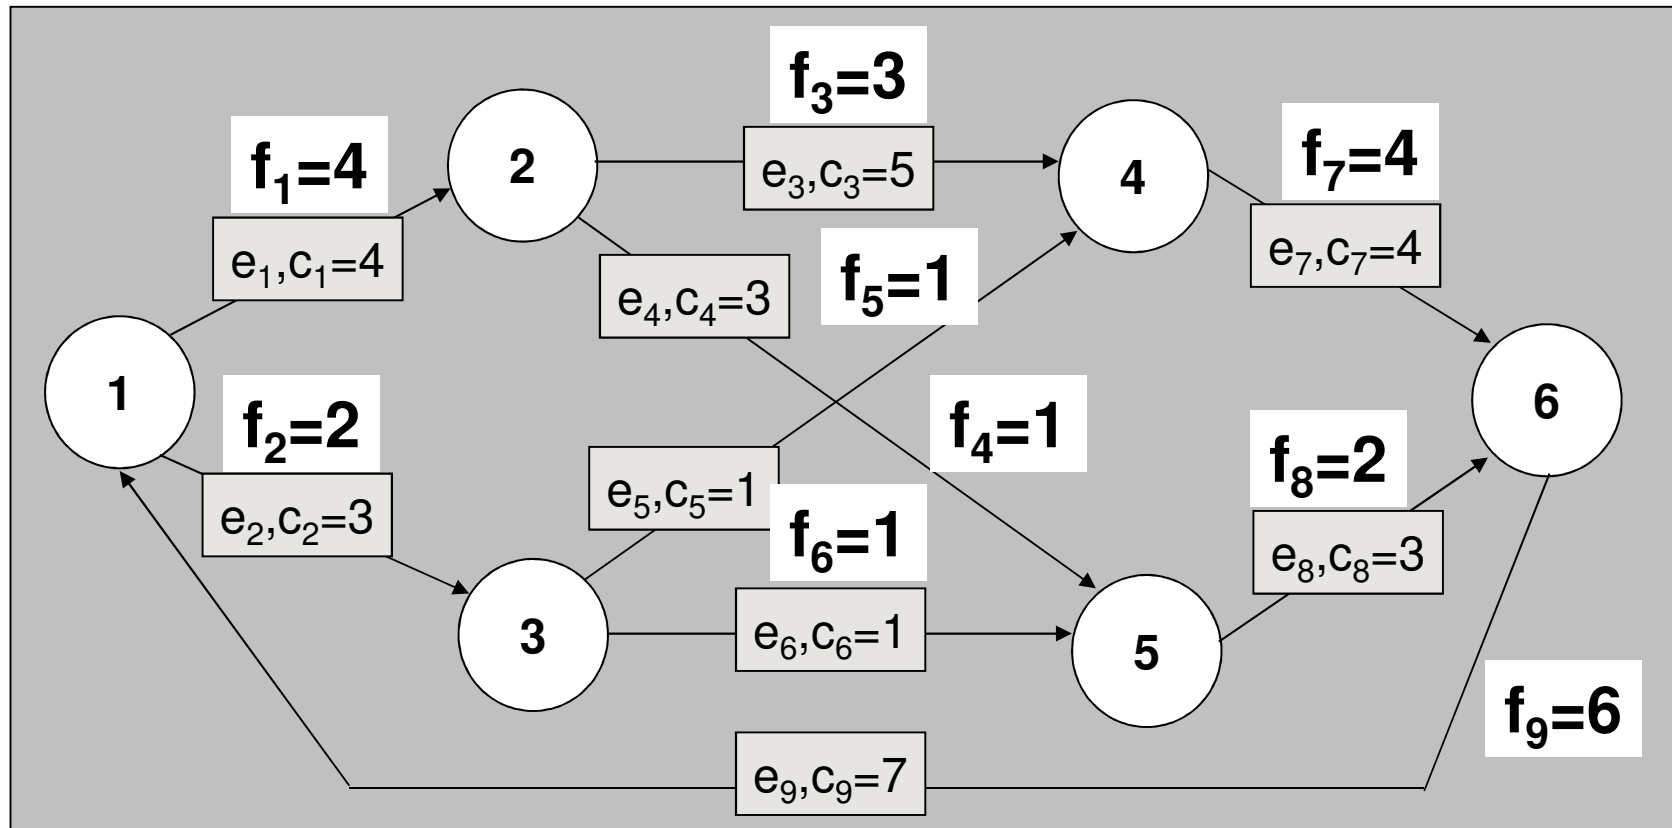 f₃=3
f₁=4
2
e₃,c₃=5
4
f₇=4
e₁,c₁=4
e₄,c₄=3
f₅=1
e₇,c₇=4
1
f₂=2
f₄=1
6
e₂,c₂=3
e₅,c₅=1
f₈=2
f₆=1
e₈,c₈=3
3
e₆,c₆=1
5
f₉=6
e₉,c₉=7